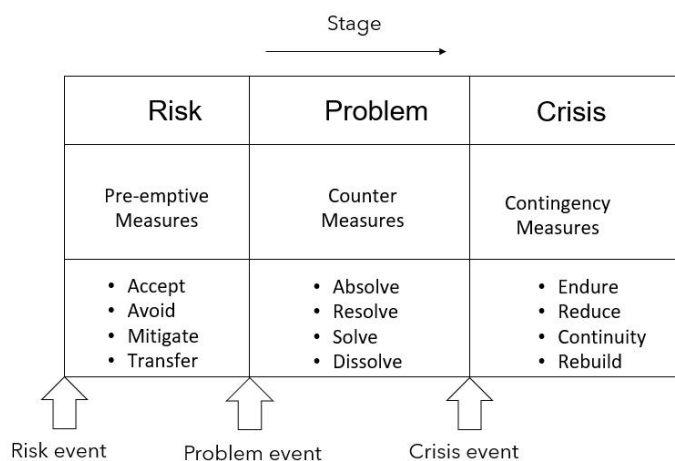 Stage
Risk
Problem
Crisis
Pre-emptive
Measures
Counter
Measures
Contingency
Measures
• Accept
• Avoid
• Mitigate
• Transfer
• Absolve
• Resolve
• Solve
• Dissolve
• Endure
• Reduce
• Continuity
• Rebuild
Risk event
Problem event
Crisis event